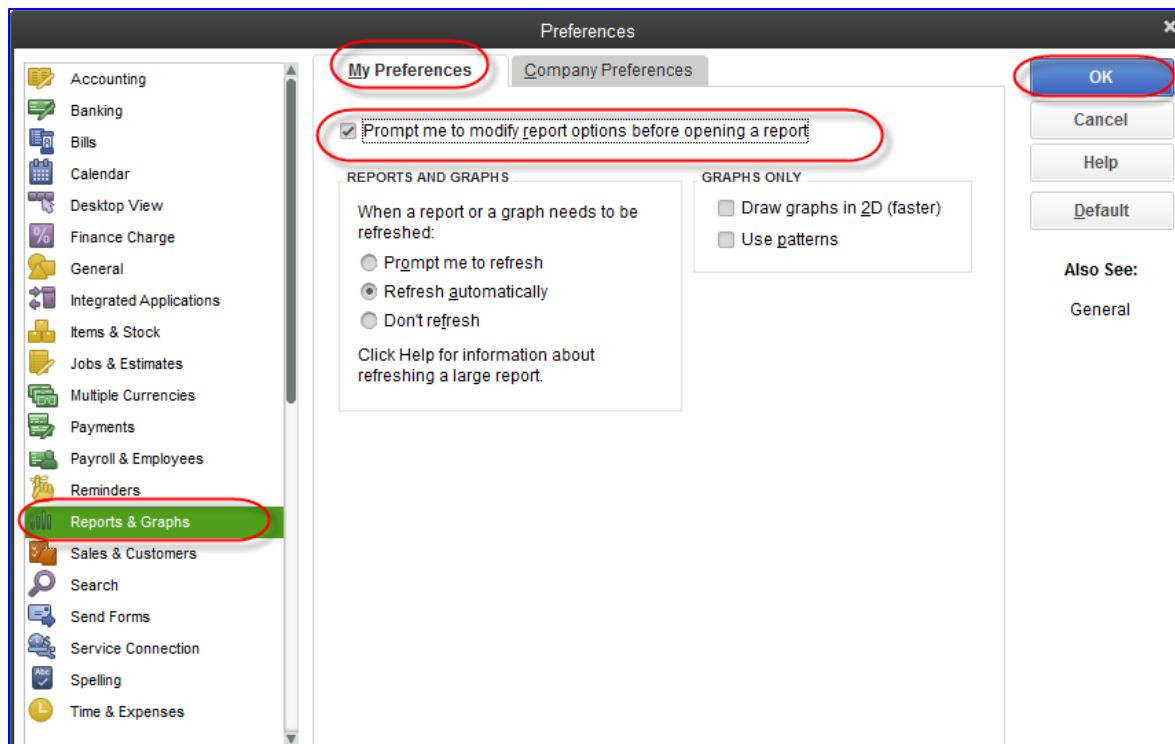 Preferences
Accounting
Banking
Bills
Calendar
Desktop View
Finance Charge
General
Integrated Applications
Items & Stock
Jobs & Estimates
Multiple Currencies
Payments
Payroll & Employees
Reminders
Reports & Graphs
Sales & Customers
Search
Send Forms
Service Connection
Abc
Spelling
Time & Expenses
My Preferences
Company Preferences
Prompt me to modify report options before opening a report
REPORTS AND GRAPHS
When a report or a graph needs to be
refreshed:
Prompt me to refresh
Refresh automatically
Don't refresh
Click Help for information about
refreshing a large report.
GRAPHS ONLY
Draw graphs in 2D (faster)
Use patterns
OK
Cancel
Help
Default
Also See:
General